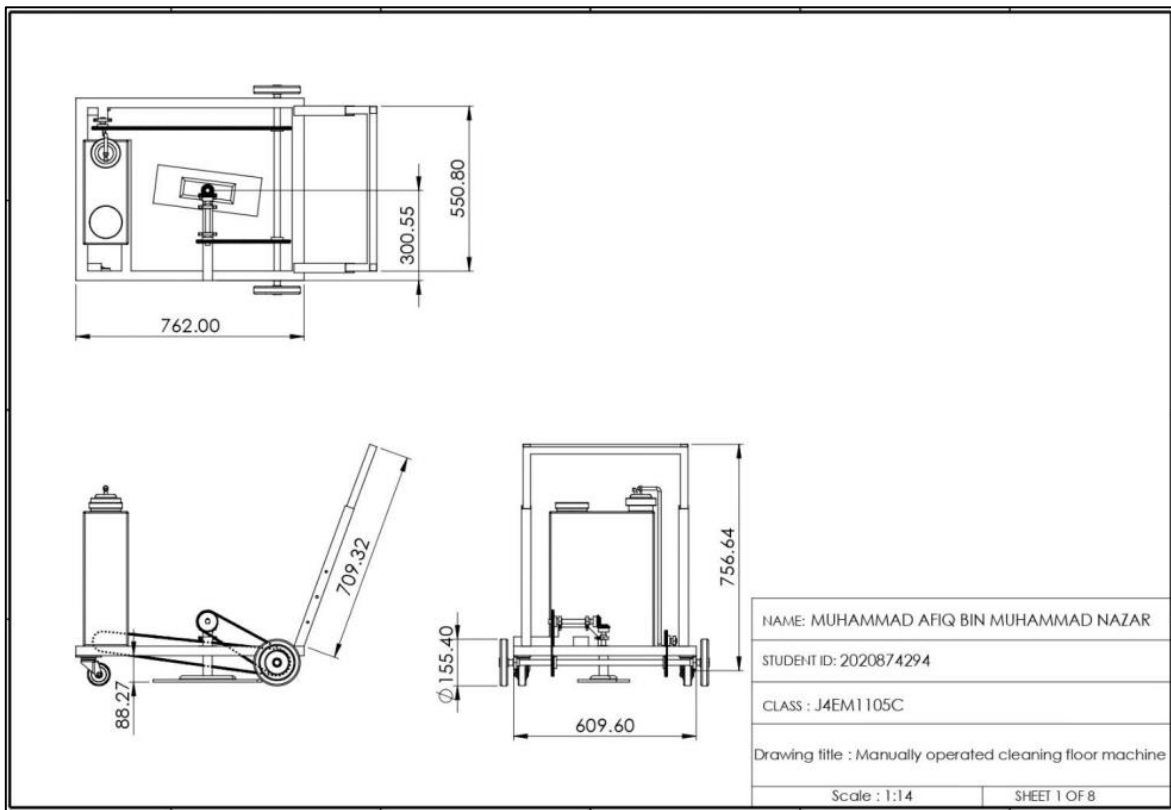 550.80
300.55
762.00
709.32
88.27
756.64
∅155.40
609.60
NAME: MUHAMMAD AFIQ BIN MUHAMMAD NAZAR
STUDENT ID: 2020874294
CLASS : J4EM1105C
Drawing title : Manually operated cleaning floor machine
Scale : 1:14 SHEET 1 OF 8